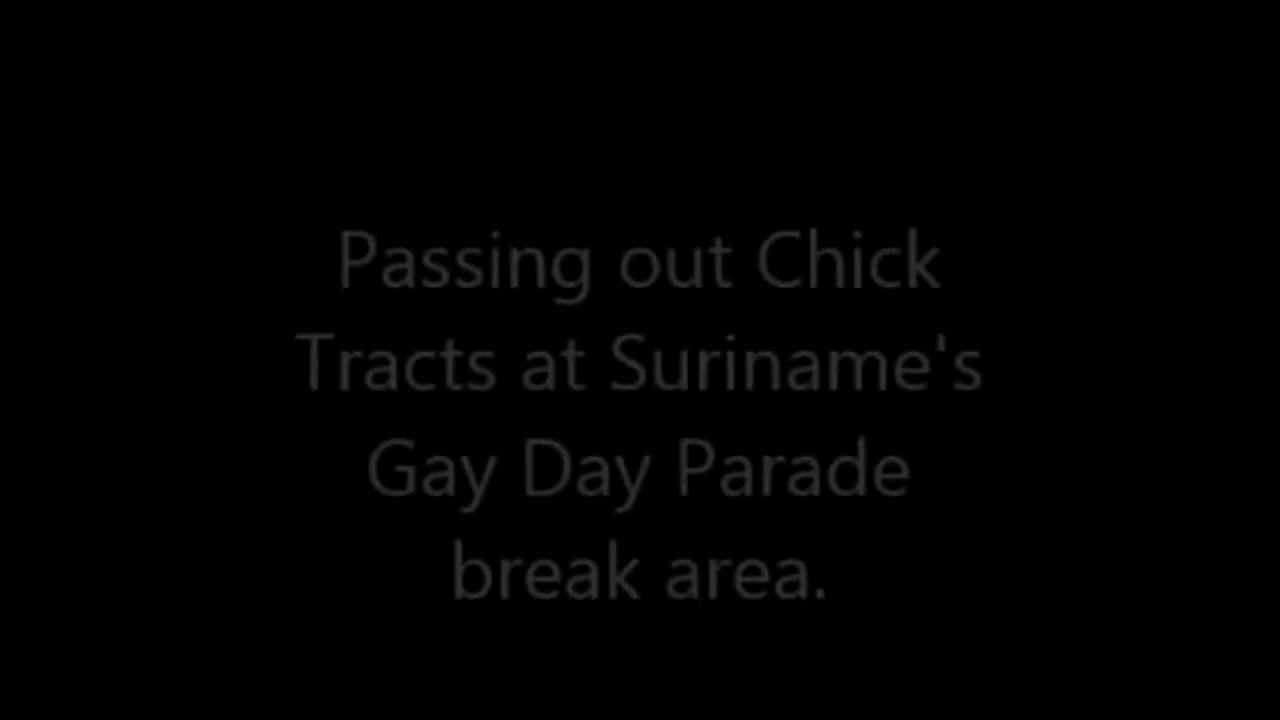 Passing out Chick
Tracts at Suriname's
Gay Day Parade
break area.